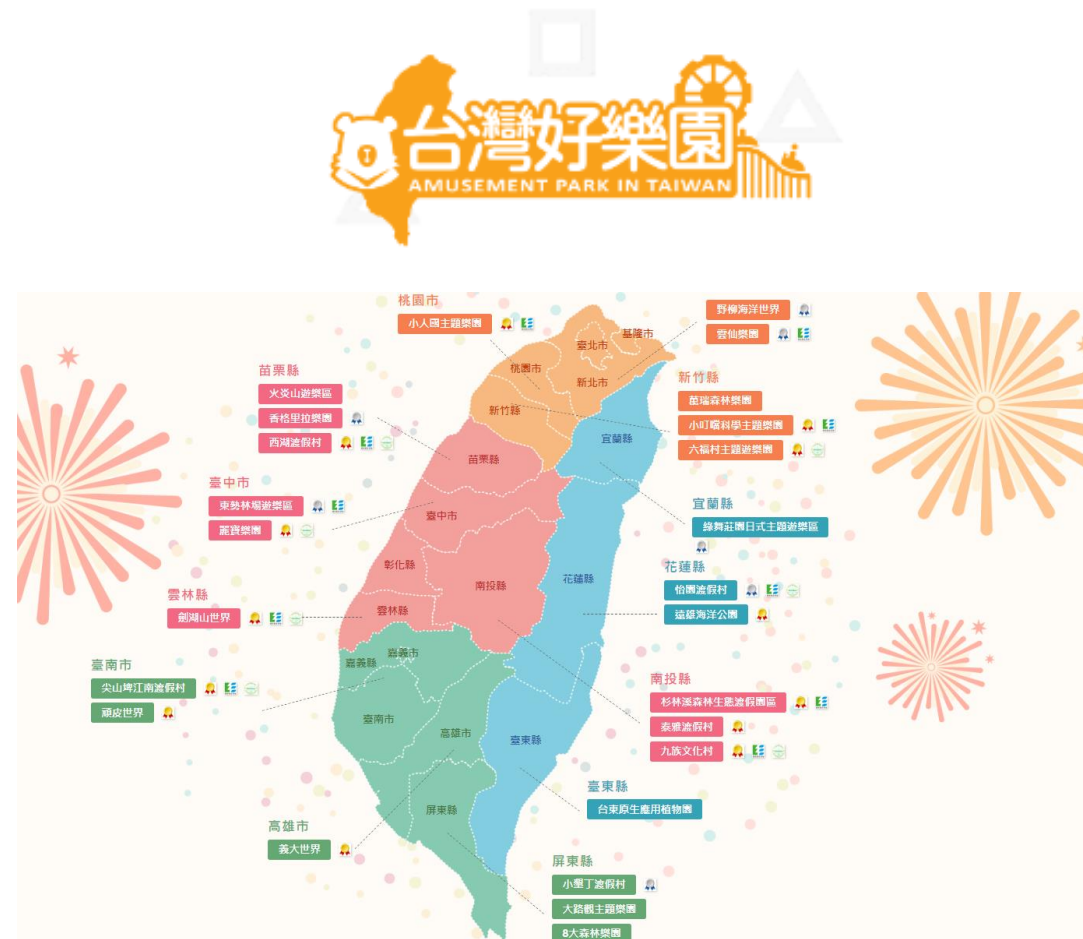 台灣好樂園
AMUSEMENT PARK IN TAIWAN
桃園市
小人國主題樂園
野柳海洋世界
雲仙樂園
基隆市
臺北市
桃園市
新北市
新竹縣
苗栗縣
火炎山遊樂區
香格里拉樂園
西湖渡假村
新竹縣
萌瑞森林樂園
小叮噹科學主題樂園
六福村主題遊樂園
宜蘭縣
苗栗縣
臺中市
東勢林場遊樂區
麗寶樂園
臺中市
宜蘭縣
綠舞莊園日式主題遊樂區
彰化縣
南投縣
花蓮縣
花蓮縣
怡園渡假村
遠雄海洋公園
雲林縣
劍湖山世界
雲林縣
嘉義市
嘉義縣
臺南市
尖山埤江南渡假村
頑皮世界
南投縣
杉林溪森林生態渡假園區
泰雅渡假村
九族文化村
臺南市
高雄市
臺東縣
臺東縣
台東原生應用植物園
屏東縣
高雄市
義大世界
屏東縣
小墾丁渡假村
大路觀主題樂園
8大森林樂園